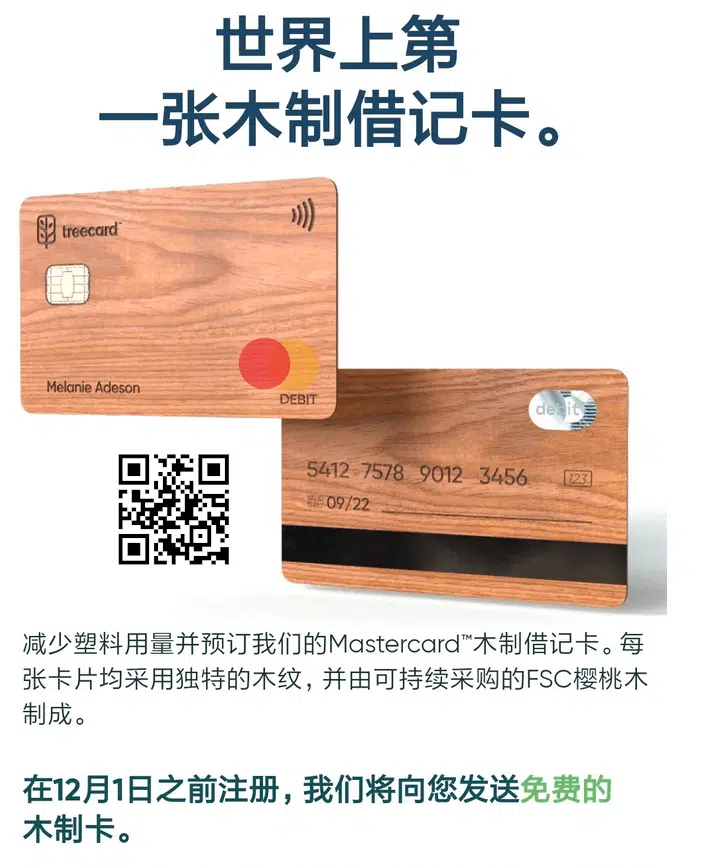 世界上第
一张木制借记卡。
treecard
Melanie Adeson
DEBIT
debit
5412 7578 9012 3456
123
VALID
THRU
09/22
减少塑料用量并预订我们的Mastercard™木制借记卡。每
张卡片均采用独特的木纹，并由可持续采购的FSC樱桃木
制成。
在12月1日之前注册，我们将向您发送免费的
木制卡。